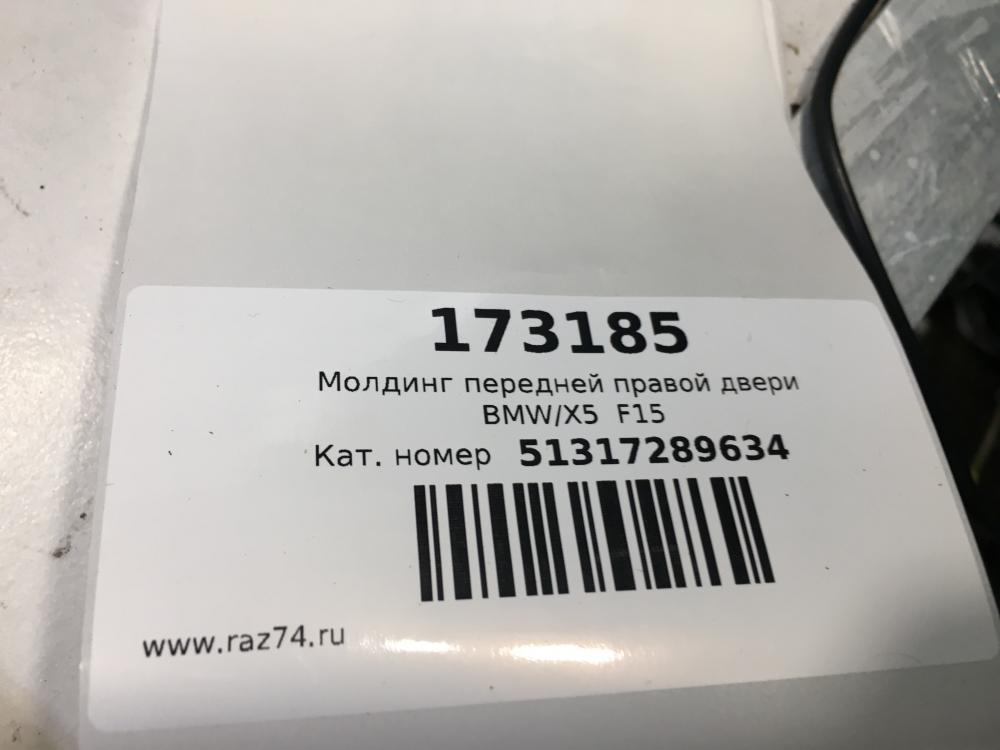 173185
Молдинг передней правой двери
BMW/X5 F15
Кат. номер 51317289634
www.raz74.ru